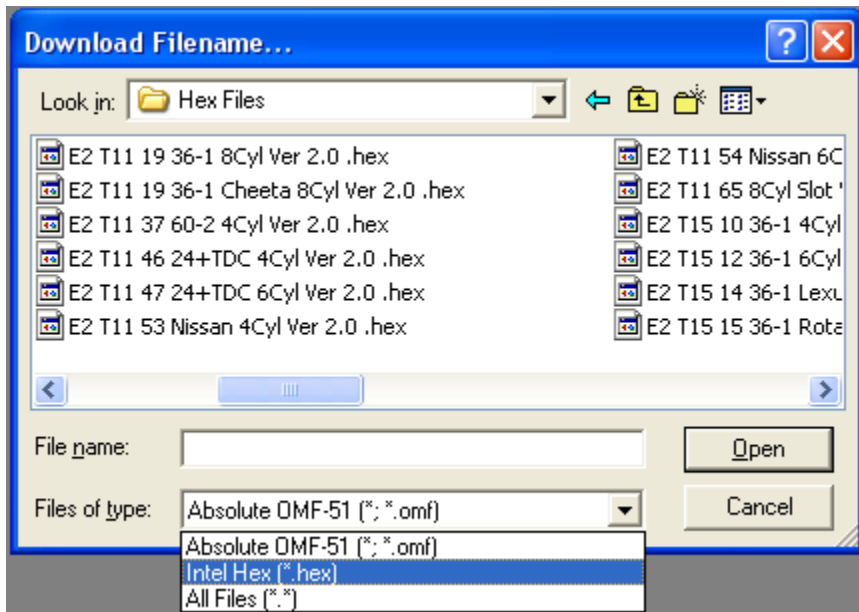 Download Filename...
Look in: Hex Files
E2 T11 19 36-1 8Cyl Ver 2.0 .hex
E2 T11 19 36-1 Cheeta 8Cyl Ver 2.0 .hex
E2 T11 37 60-2 4Cyl Ver 2.0 .hex
E2 T11 46 24+TDC 4Cyl Ver 2.0 .hex
E2 T11 47 24+TDC 6Cyl Ver 2.0 .hex
E2 T11 53 Nissan 4Cyl Ver 2.0 .hex
E2 T11 54 Nissan 6C
E2 T11 65 8Cyl Slot
E2 T15 10 36-1 4Cyl
E2 T15 12 36-1 6Cyl
E2 T15 14 36-1 Lexu
E2 T15 15 36-1 Rota
File name:
Open
Files of type: Absolute OMF-51 (*; *.omf)
Cancel
Absolute OMF-51 (*; *.omf)
Intel Hex (*.hex)
All Files (*.*)